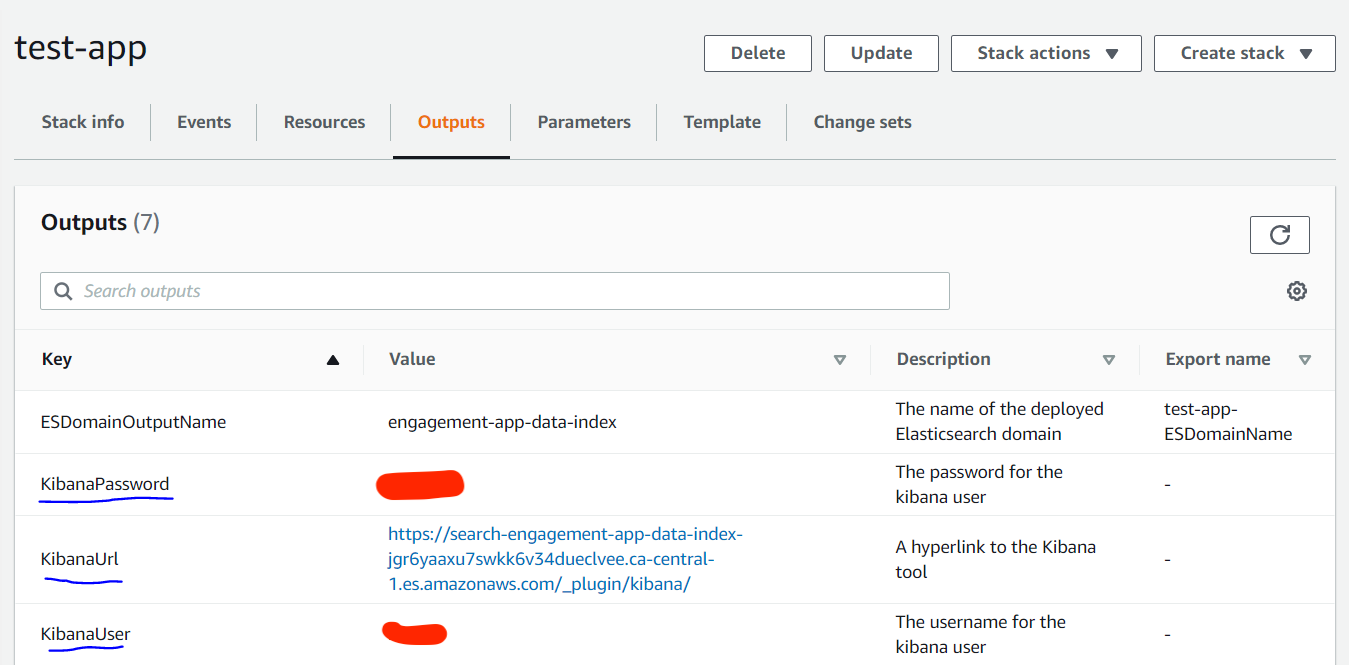 test-app
Delete
Update
Stack actions
Create stack
Stack info
Events
Resources
Outputs
Parameters
Template
Change sets
Outputs (7)
Search outputs
Key
Value
Description
Export name
ESDomainOutputName
engagement-app-data-index
The name of the deployed
Elasticsearch domain
test-app-
ESDomainName
KibanaPassword
The password for the
kibana user
-
KibanaUrl
https://search-engagement-app-data-index-
jgr6yaaxu7swkk6v34dueclvee.ca-central-
1.es.amazonaws.com/_plugin/kibana/
A hyperlink to the Kibana
tool
-
KibanaUser
The username for the
kibana user
-